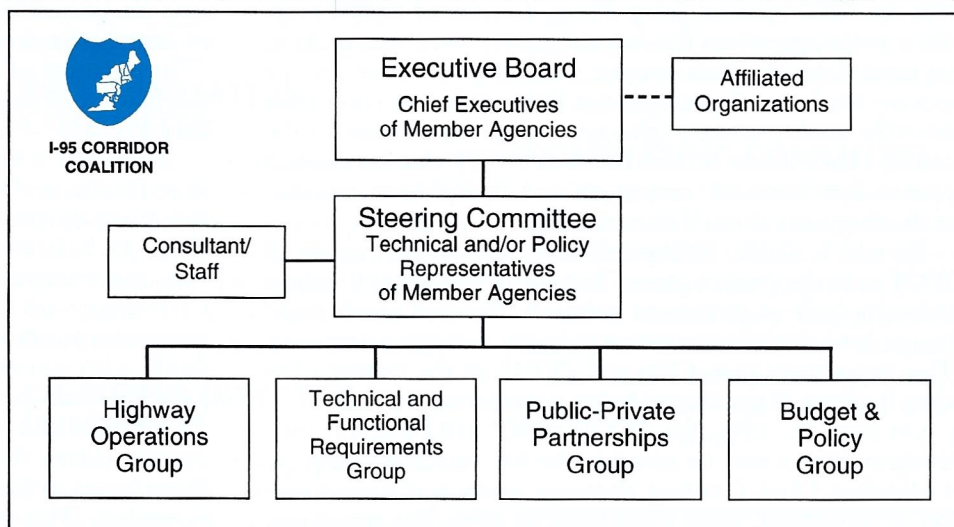 I-95 CORRIDOR
COALITION
Executive Board
Chief Executives
of Member Agencies
Affiliated
Organizations
Steering Committee
Technical and/or Policy
Representatives
of Member Agencies
Consultant/
Staff
Highway
Operations
Group
Technical and
Functional
Requirements
Group
Public-Private
Partnerships
Group
Budget &
Policy
Group